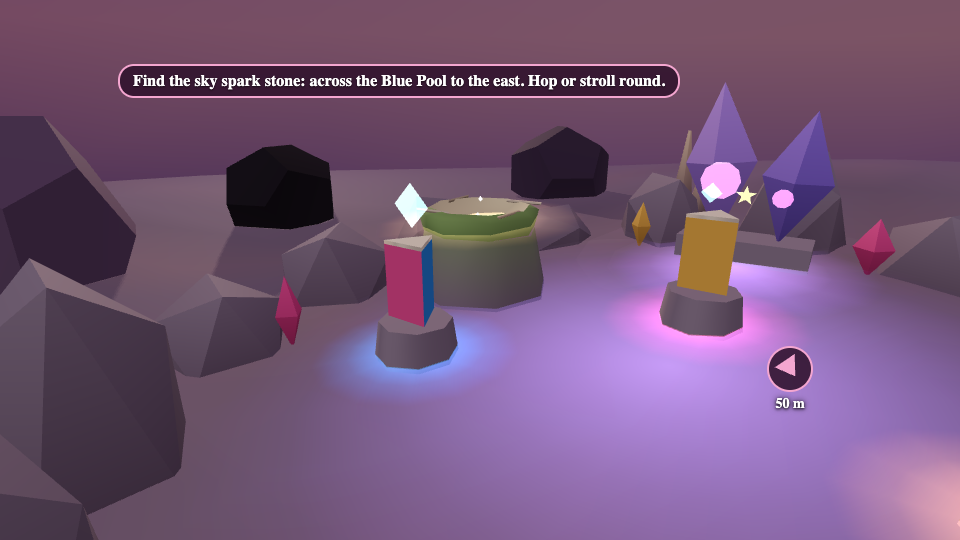 Find the sky spark stone: across the Blue Pool to the east. Hop or stroll round.
50 m